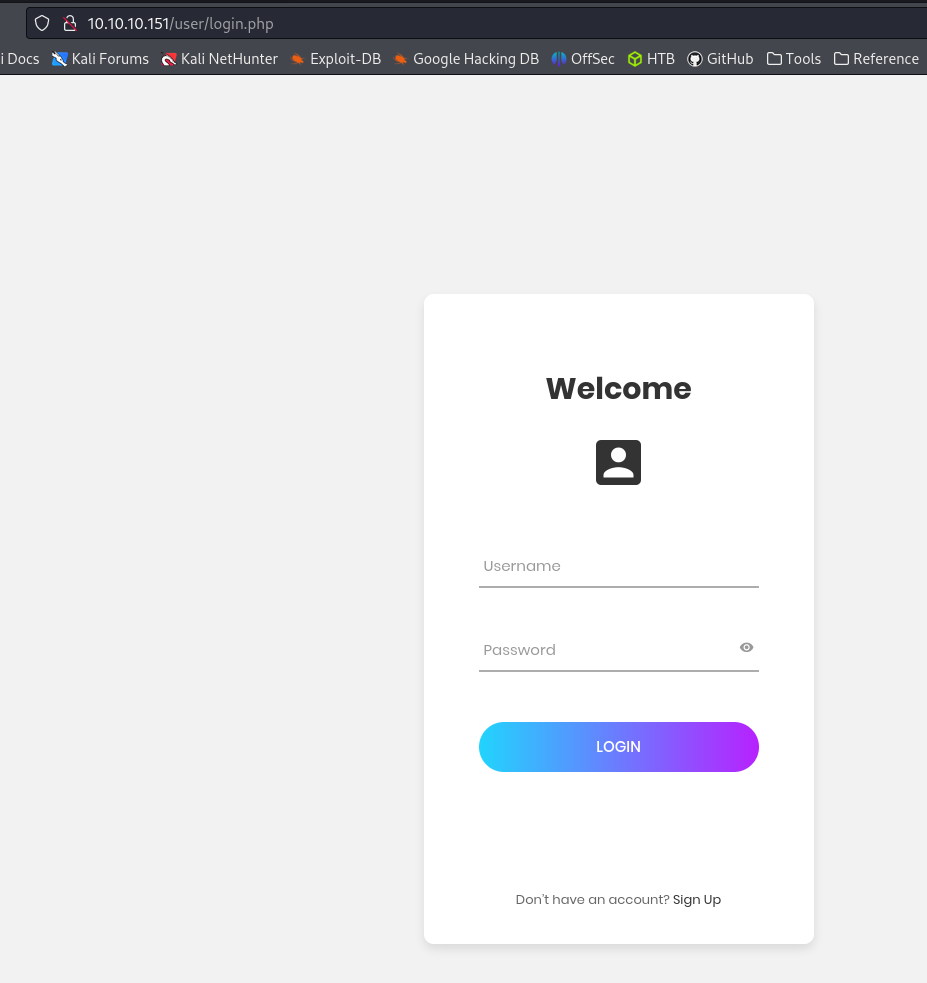 10.10.10.151/user/login.php
i Docs Kali Forums Kali NetHunter Exploit-DB Google Hacking DB OffSec HTB GitHub Tools Reference
Welcome
Username
Password
LOGIN
Don't have an account? Sign Up